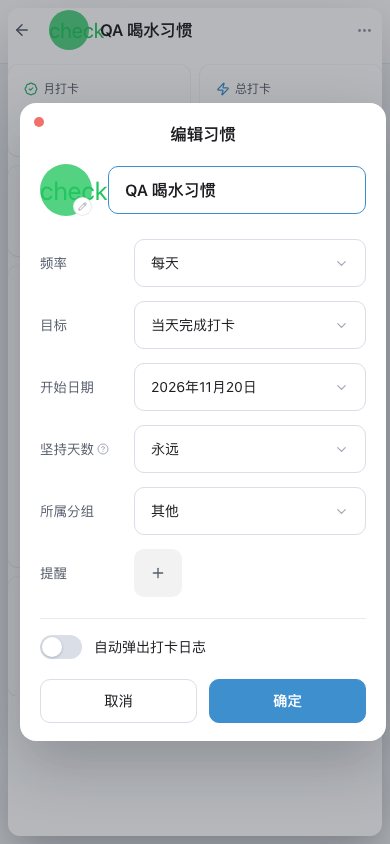 check QA 喝水习惯
月打卡 总打卡
编辑习惯
check QA 喝水习惯
频率 每天
目标 当天完成打卡
开始日期 2026年11月20日
坚持天数 永远
所属分组 其他
提醒
自动弹出打卡日志
取消 确定